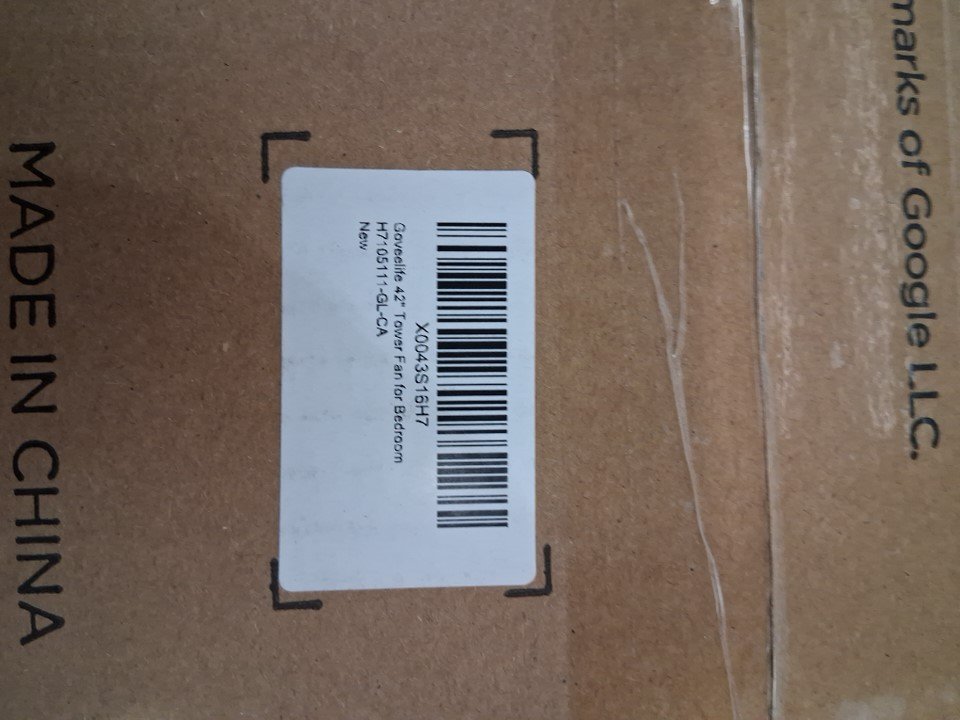 marks of Google LLC.
X0043S16H7
Goveelife 42" Tower Fan for Bedroom
H7105111-GL-CA
New
MADE IN CHINA